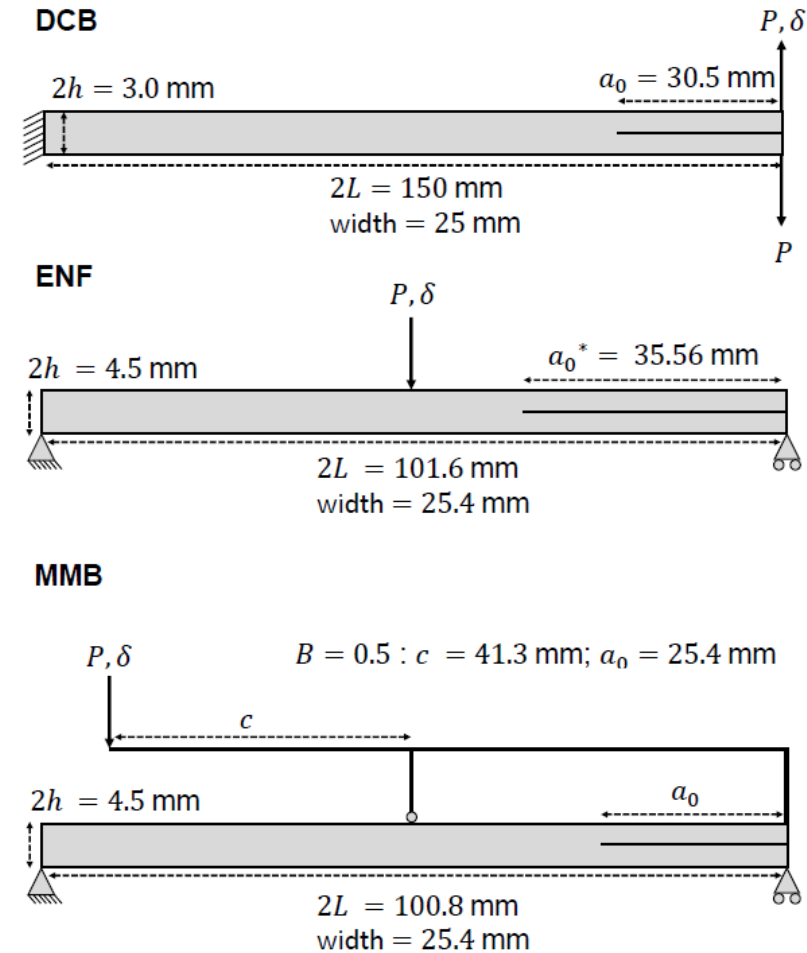 DCB
P, δ
2h = 3.0 mm
a₀ = 30.5 mm
2L = 150 mm
width = 25 mm
P
ENF
P, δ
2h = 4.5 mm
a₀* = 35.56 mm
2L = 101.6 mm
width = 25.4 mm
MMB
P, δ
B = 0.5 : c = 41.3 mm; a₀ = 25.4 mm
c
2h = 4.5 mm
a₀
2L = 100.8 mm
width = 25.4 mm